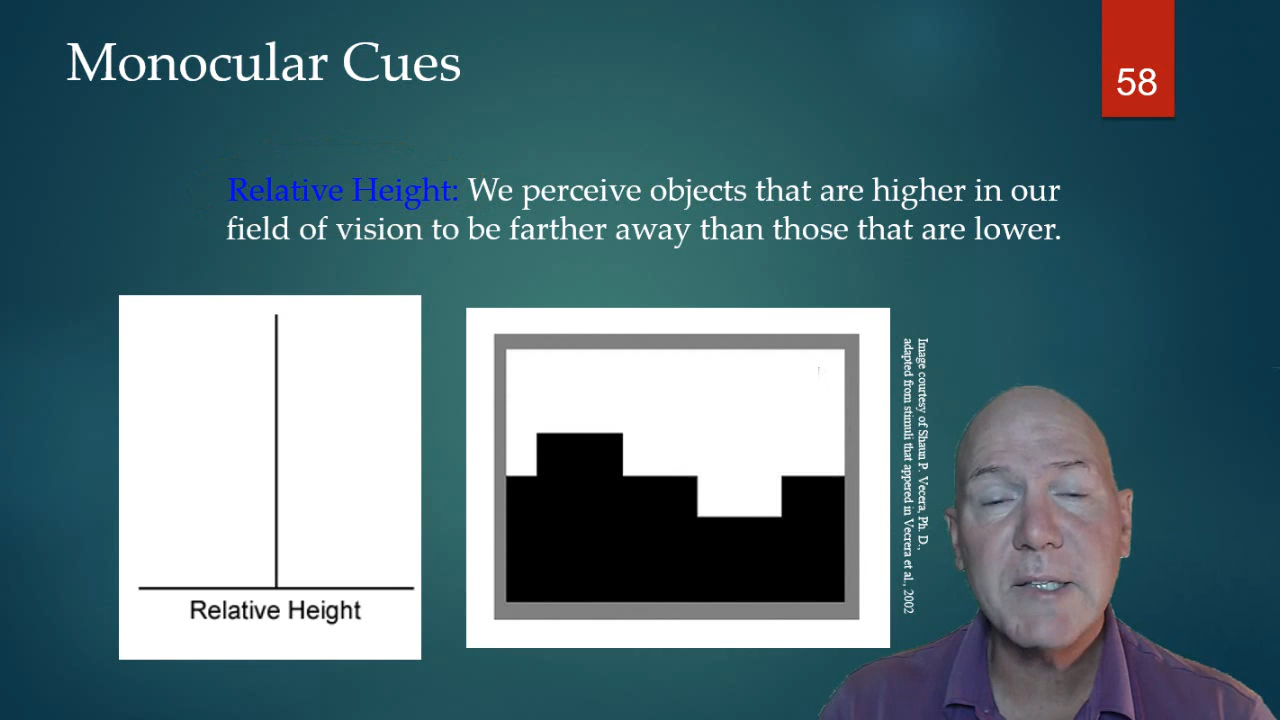 Monocular Cues
58
Relative Height: We perceive objects that are higher in our
field of vision to be farther away than those that are lower.
Relative Height
Image courtesy of Shaun P. Vecera, Ph. D.,
adapted from stimuli that appered in Vecrera et al., 2002